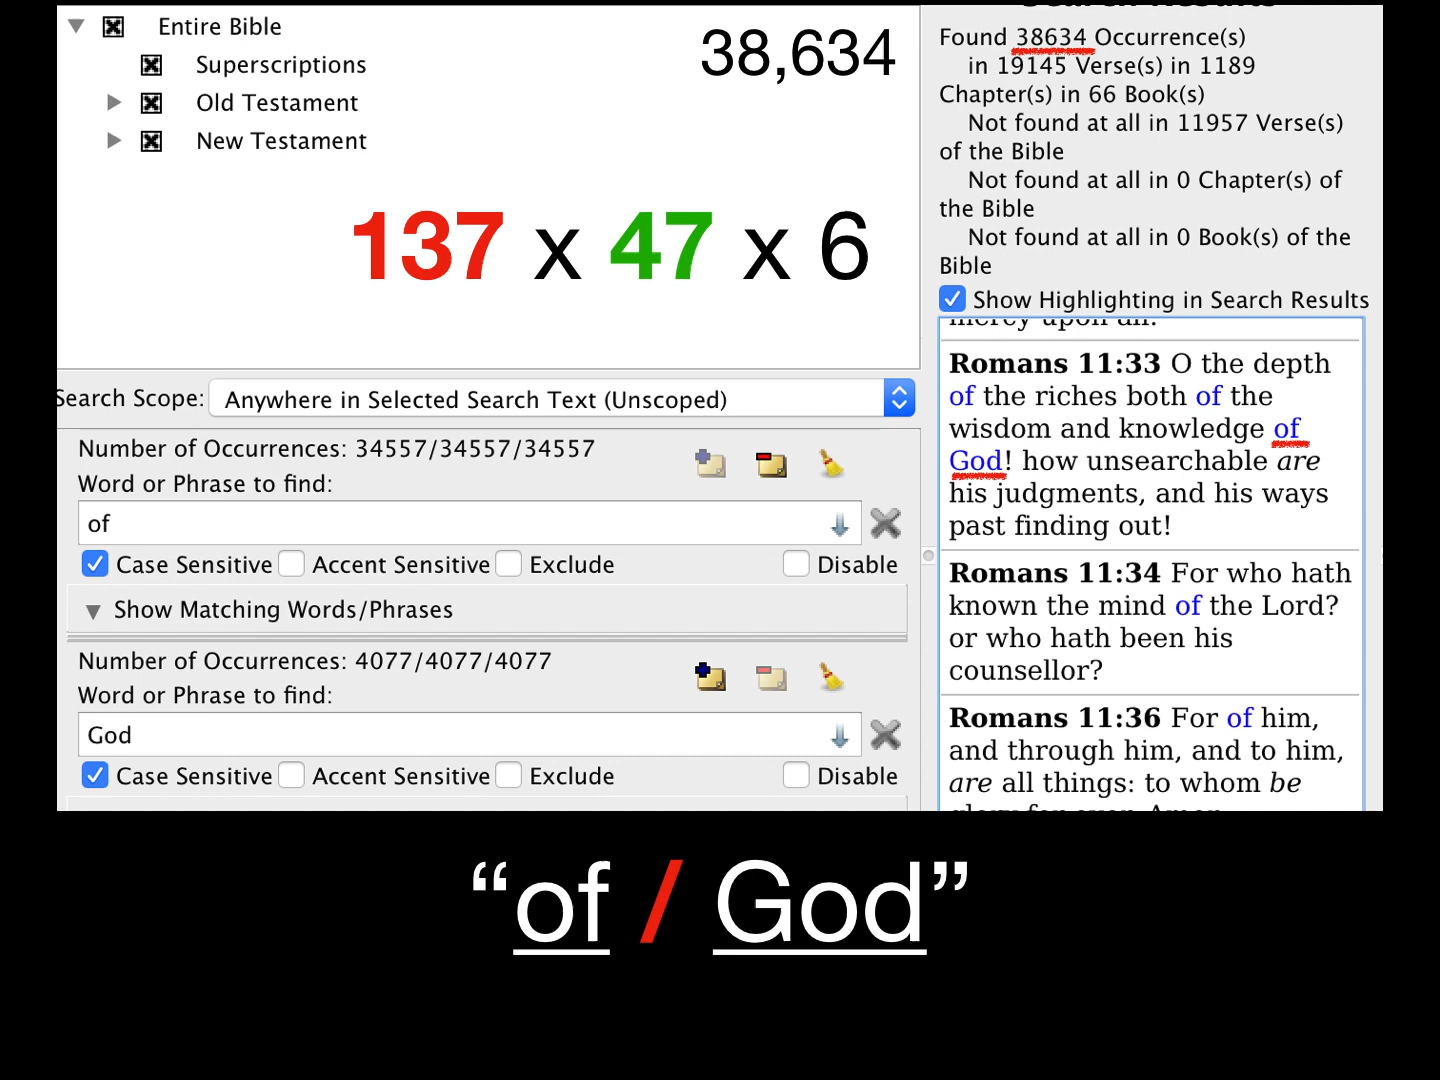 Entire Bible
Superscriptions
Old Testament
New Testament
38,634
137 x 47 x 6
Search Scope: Anywhere in Selected Search Text (Unscoped)
Number of Occurrences: 34557/34557/34557
Word or Phrase to find:
of
Case Sensitive Accent Sensitive Exclude Disable
Show Matching Words/Phrases
Number of Occurrences: 4077/4077/4077
Word or Phrase to find:
God
Case Sensitive Accent Sensitive Exclude Disable
Found 38634 Occurrence(s)
in 19145 Verse(s) in 1189
Chapter(s) in 66 Book(s)
Not found at all in 11957 Verse(s)
of the Bible
Not found at all in 0 Chapter(s) of
the Bible
Not found at all in 0 Book(s) of the
Bible
Show Highlighting in Search Results
mercy upon all.
Romans 11:33 O the depth
of the riches both of the
wisdom and knowledge of
God! how unsearchable are
his judgments, and his ways
past finding out!
Romans 11:34 For who hath
known the mind of the Lord?
or who hath been his
counsellor?
Romans 11:36 For of him,
and through him, and to him,
are all things: to whom be
“of / God”